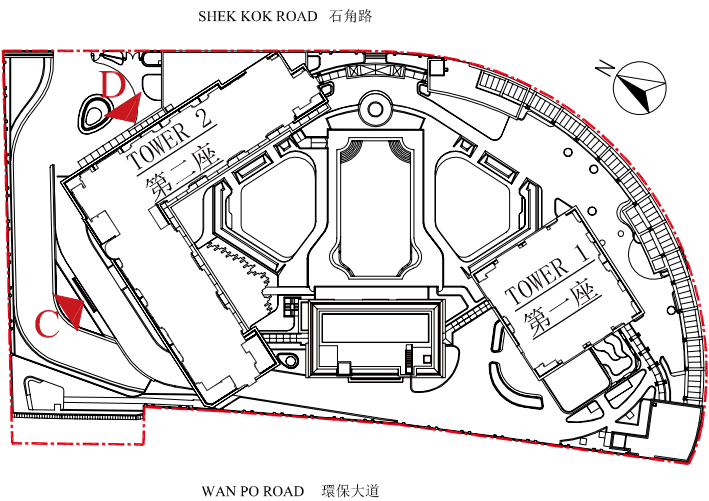 SHEK KOK ROAD 石角路
N
D
TOWER 2
第二座
TOWER 1
第一座
C
WAN PO ROAD 環保大道